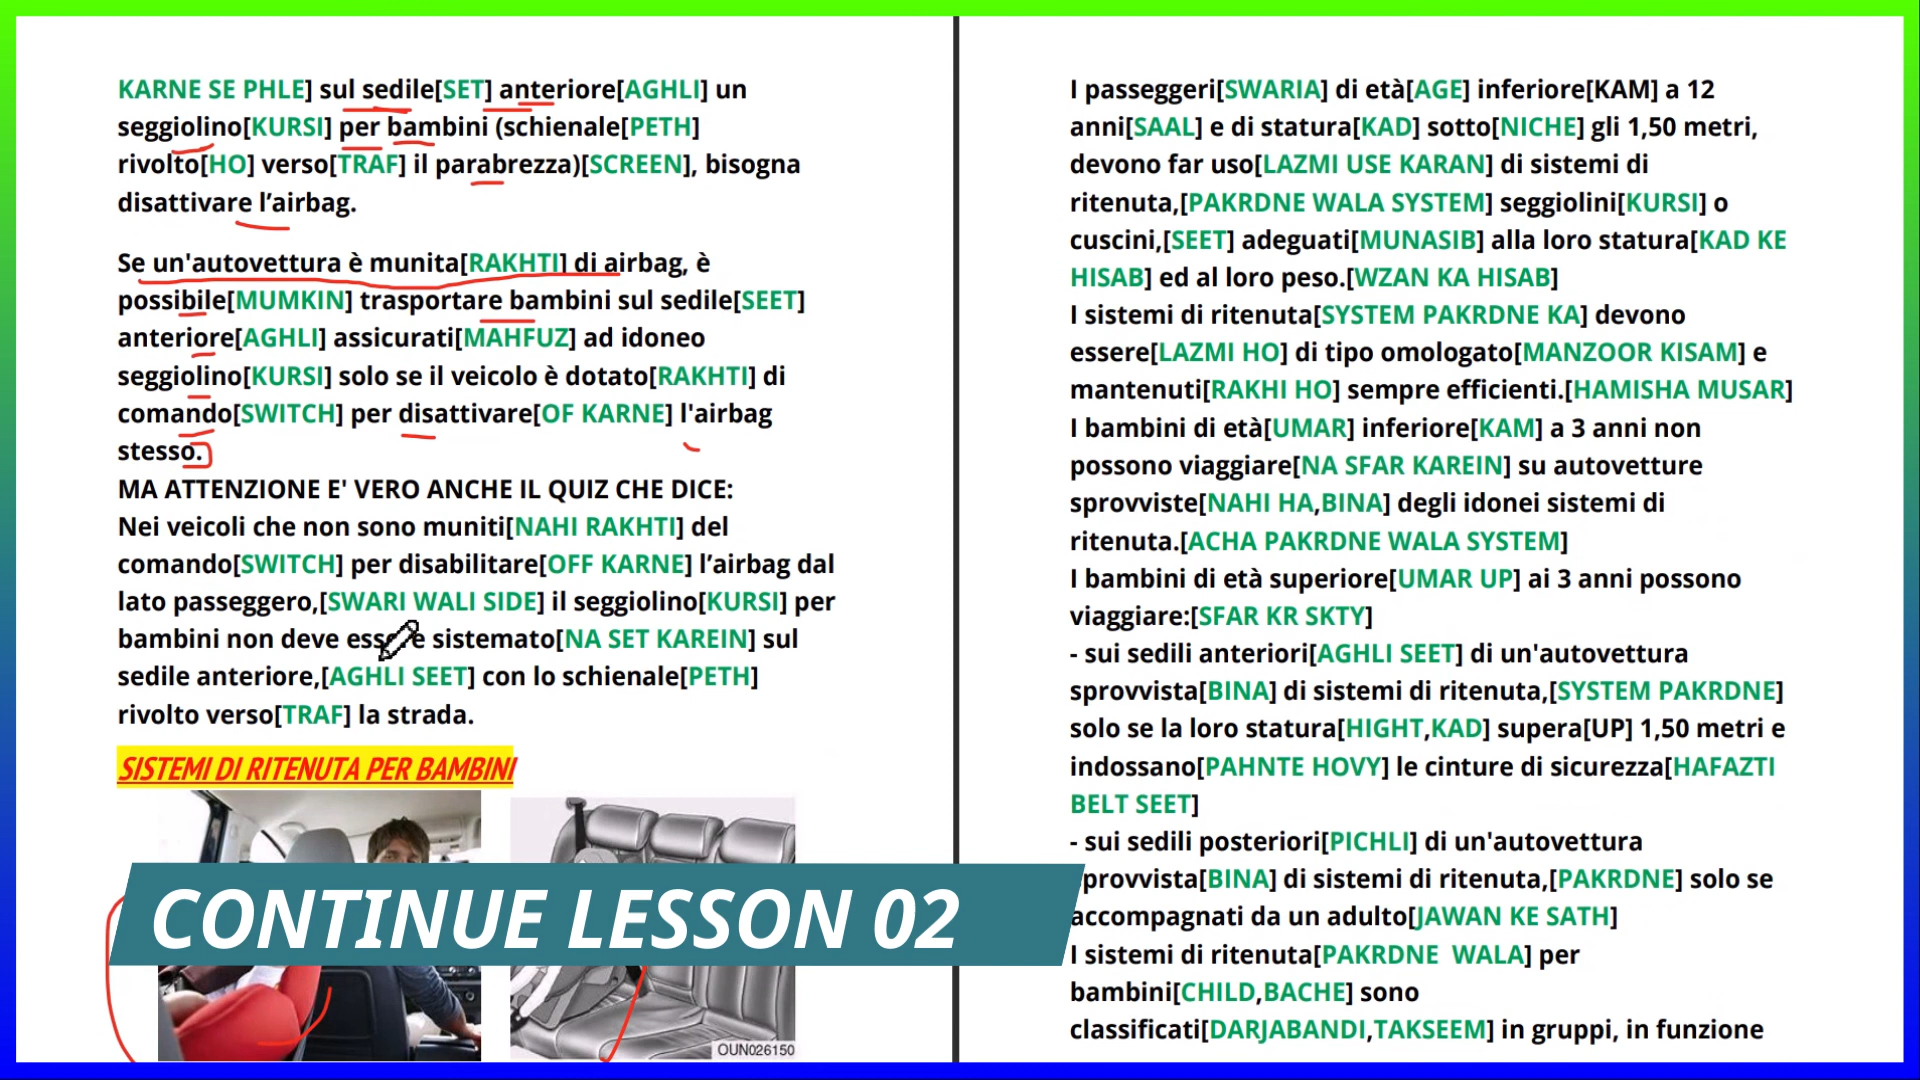 KARNE SE PHLE] sul sedile[SET] anteriore[AGHLI] un
seggiolino[KURSI] per bambini (schienale[PETH]
rivolto[HO] verso[TRAF] il parabrezza)[SCREEN], bisogna
disattivare l’airbag.
Se un'autovettura è munita[RAKHTI] di airbag, è
possibile[MUMKIN] trasportare bambini sul sedile[SEET]
anteriore[AGHLI] assicurati[MAHFUZ] ad idoneo
seggiolino[KURSI] solo se il veicolo è dotato[RAKHTI] di
comando[SWITCH] per disattivare[OF KARNE] l'airbag
stesso.
MA ATTENZIONE E' VERO ANCHE IL QUIZ CHE DICE:
Nei veicoli che non sono muniti[NAHI RAKHTI] del
comando[SWITCH] per disabilitare[OFF KARNE] l’airbag dal
lato passeggero,[SWARI WALI SIDE] il seggiolino[KURSI] per
bambini non deve essere sistemato[NA SET KAREIN] sul
sedile anteriore,[AGHLI SEET] con lo schienale[PETH]
rivolto verso[TRAF] la strada.
SISTEMI DI RITENUTA PER BAMBINI
OUN026150
CONTINUE LESSON 02
I passeggeri[SWARIA] di età[AGE] inferiore[KAM] a 12
anni[SAAL] e di statura[KAD] sotto[NICHE] gli 1,50 metri,
devono far uso[LAZMI USE KARAN] di sistemi di
ritenuta,[PAKRDNE WALA SYSTEM] seggiolini[KURSI] o
cuscini,[SEET] adeguati[MUNASIB] alla loro statura[KAD KE
HISAB] ed al loro peso.[WZAN KA HISAB]
I sistemi di ritenuta[SYSTEM PAKRDNE KA] devono
essere[LAZMI HO] di tipo omologato[MANZOOR KISAM] e
mantenuti[RAKHI HO] sempre efficienti.[HAMISHA MUSAR]
I bambini di età[UMAR] inferiore[KAM] a 3 anni non
possono viaggiare[NA SFAR KAREIN] su autovetture
sprovviste[NAHI HA,BINA] degli idonei sistemi di
ritenuta.[ACHA PAKRDNE WALA SYSTEM]
I bambini di età superiore[UMAR UP] ai 3 anni possono
viaggiare:[SFAR KR SKTY]
- sui sedili anteriori[AGHLI SEET] di un'autovettura
sprovvista[BINA] di sistemi di ritenuta,[SYSTEM PAKRDNE]
solo se la loro statura[HIGHT,KAD] supera[UP] 1,50 metri e
indossano[PAHNTE HOVY] le cinture di sicurezza[HAFAZTI
BELT SEET]
- sui sedili posteriori[PICHLI] di un'autovettura
sprovvista[BINA] di sistemi di ritenuta,[PAKRDNE] solo se
accompagnati da un adulto[JAWAN KE SATH]
I sistemi di ritenuta[PAKRDNE WALA] per
bambini[CHILD,BACHE] sono
classificati[DARJABANDI,TAKSEEM] in gruppi, in funzione